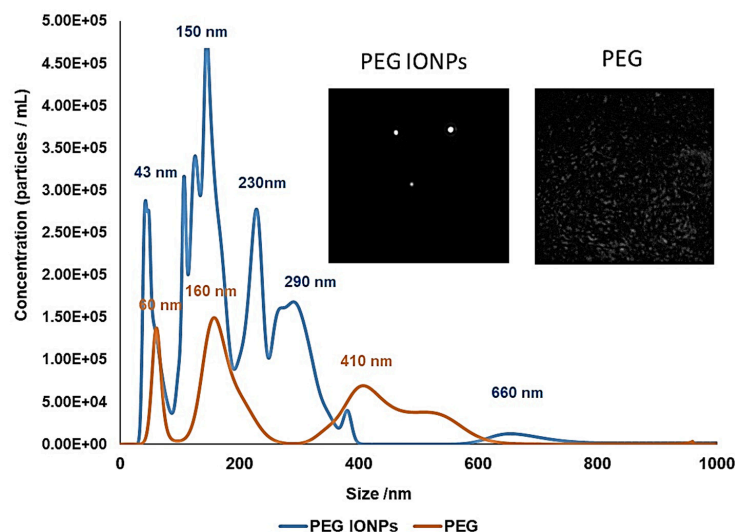 5.00E+05
4.50E+05
4.00E+05
3.50E+05
3.00E+05
2.50E+05
2.00E+05
1.50E+05
1.00E+05
5.00E+04
0.00E+00
Concentration (particles / mL)
150 nm
43 nm
230nm
290 nm
60 nm
160 nm
410 nm
660 nm
PEG IONPs
PEG
0
200
400
600
800
1000
Size /nm
PEG IONPs
PEG